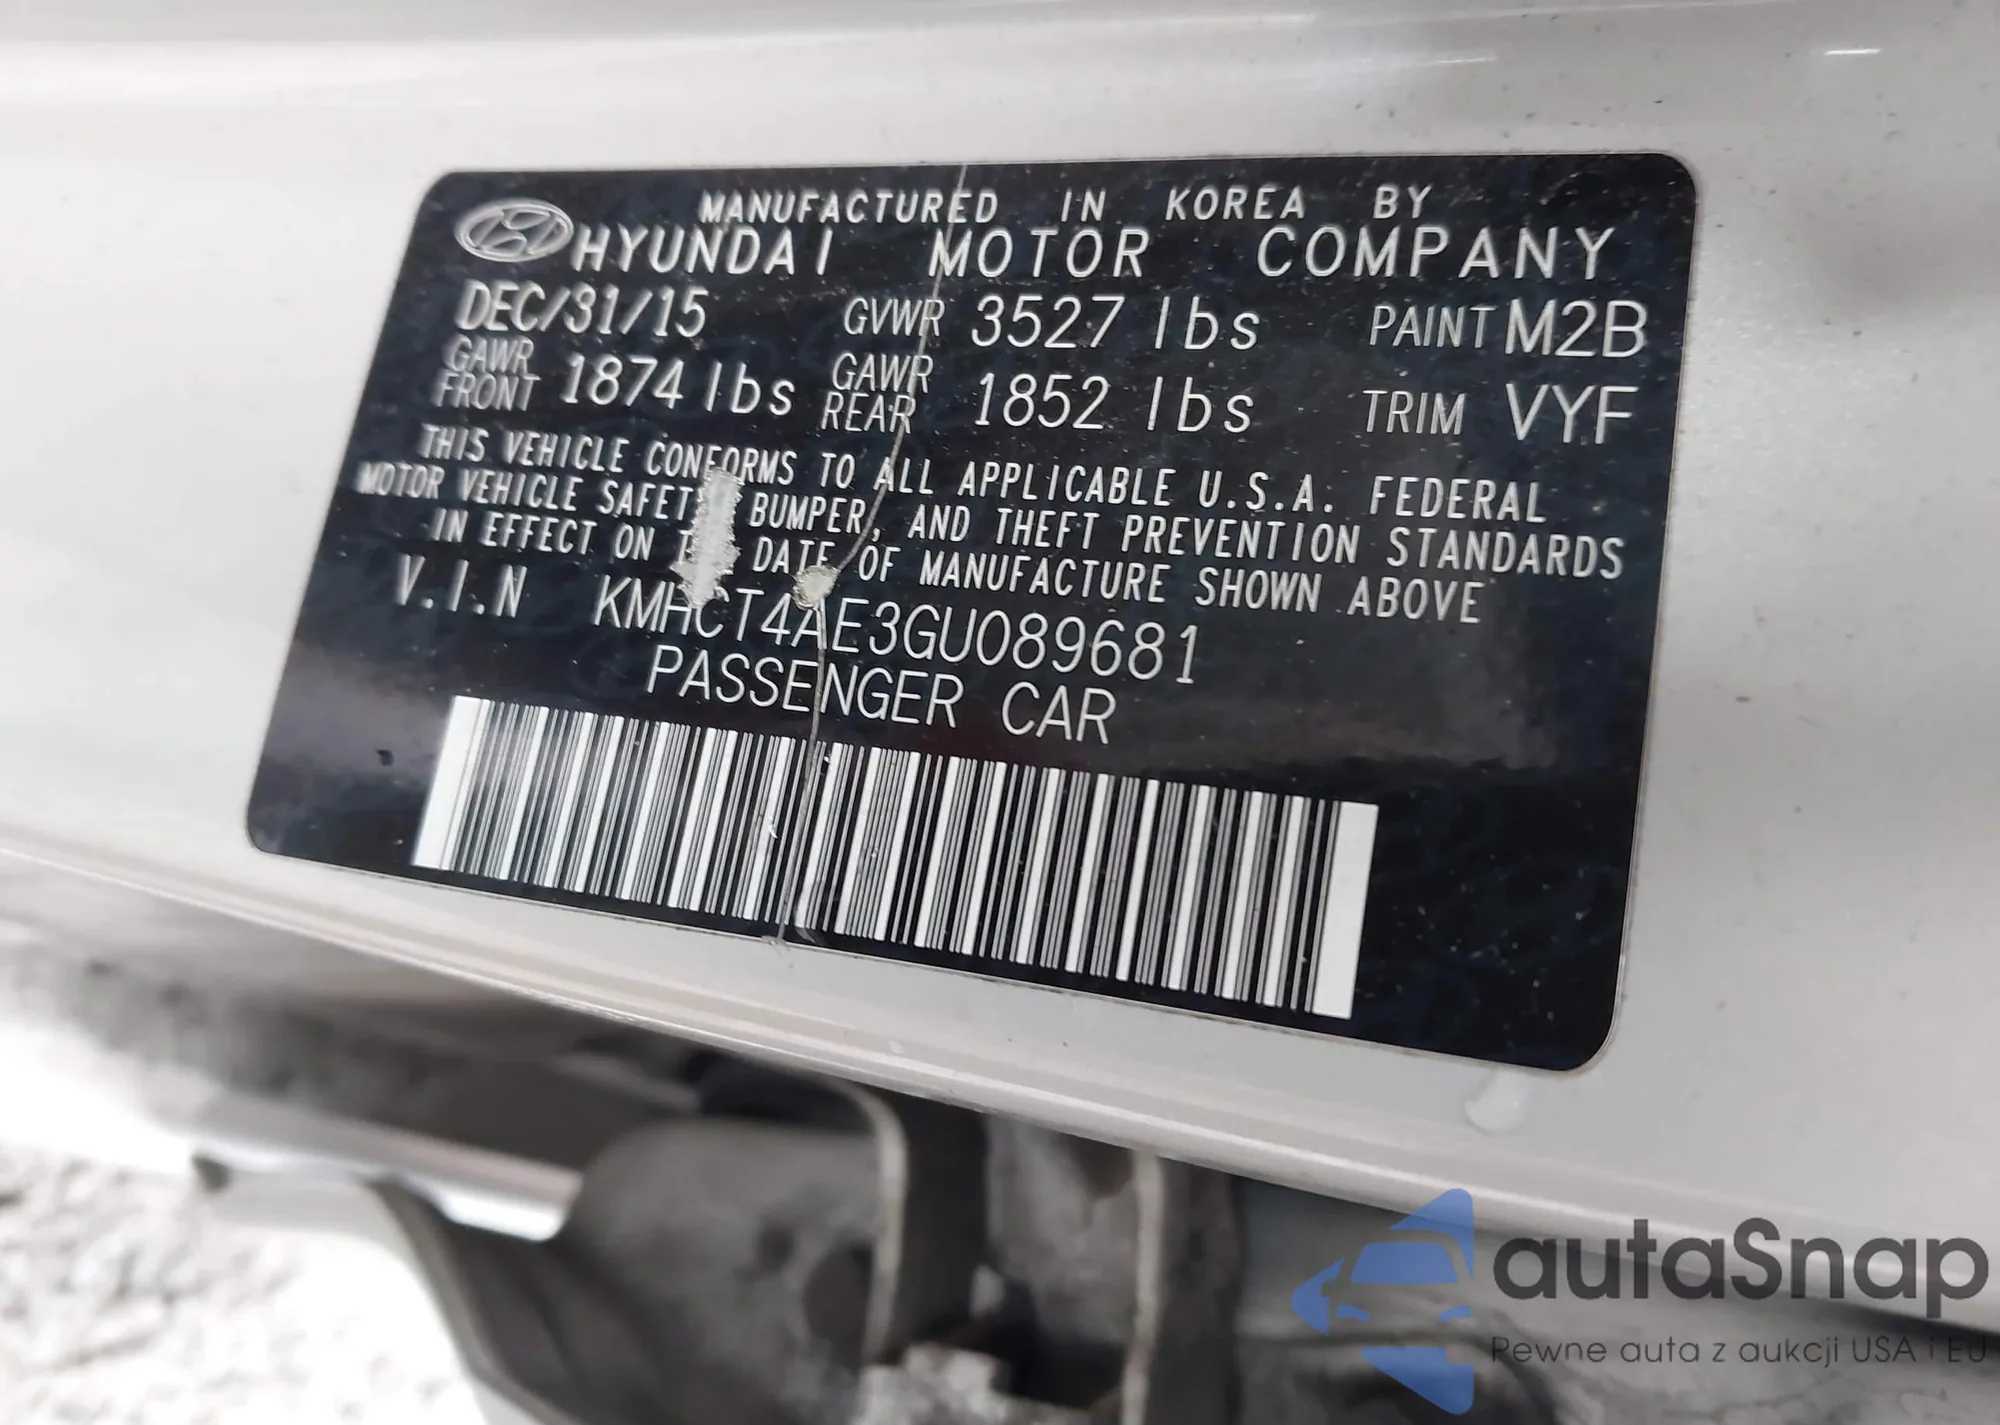 MANUFACTURED IN KOREA BY
HYUNDAI MOTOR COMPANY
DEC/31/15 GVWR 3527 lbs PAINT M2B
GAWR FRONT 1874 lbs GAWR REAR 1852 lbs TRIM VYF
THIS VEHICLE CONFORMS TO ALL APPLICABLE U.S.A. FEDERAL
MOTOR VEHICLE SAFETY BUMPER, AND THEFT PREVENTION STANDARDS
IN EFFECT ON THE DATE OF MANUFACTURE SHOWN ABOVE
V.I.N KMHCT4AE3GU089681
PASSENGER CAR
autaSnap
Pewne auta z aukcji USA i EU